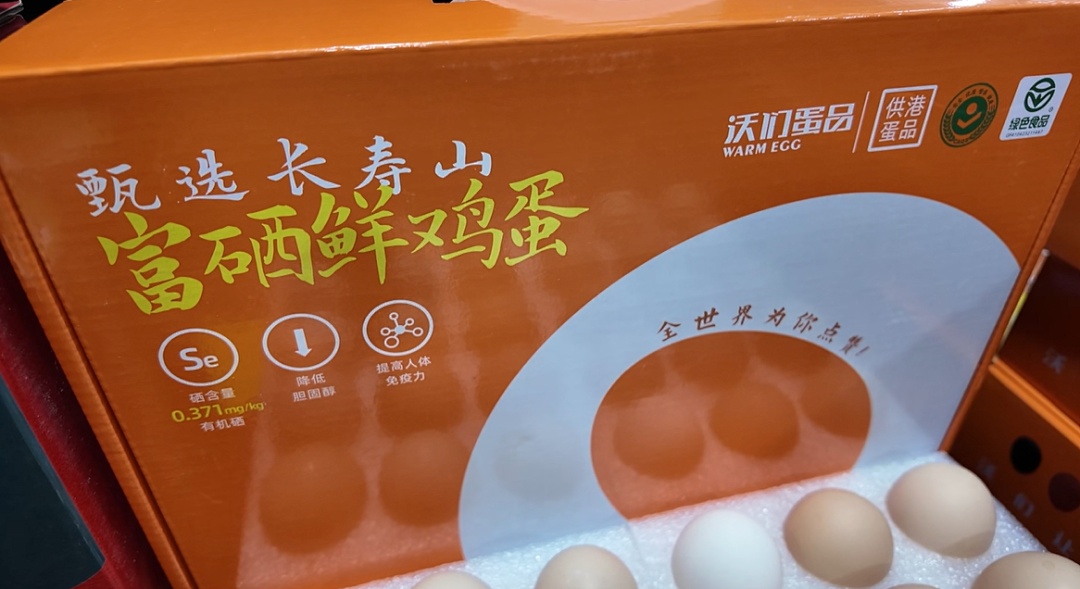 沃们蛋品
WARM EGG
供港
蛋品
绿色食品
甄选长寿山
富硒鲜鸡蛋
Se
硒含量
0.371mg/kg
有机硒
降低
胆固醇
提高人体
免疫力
全世界为你点赞!